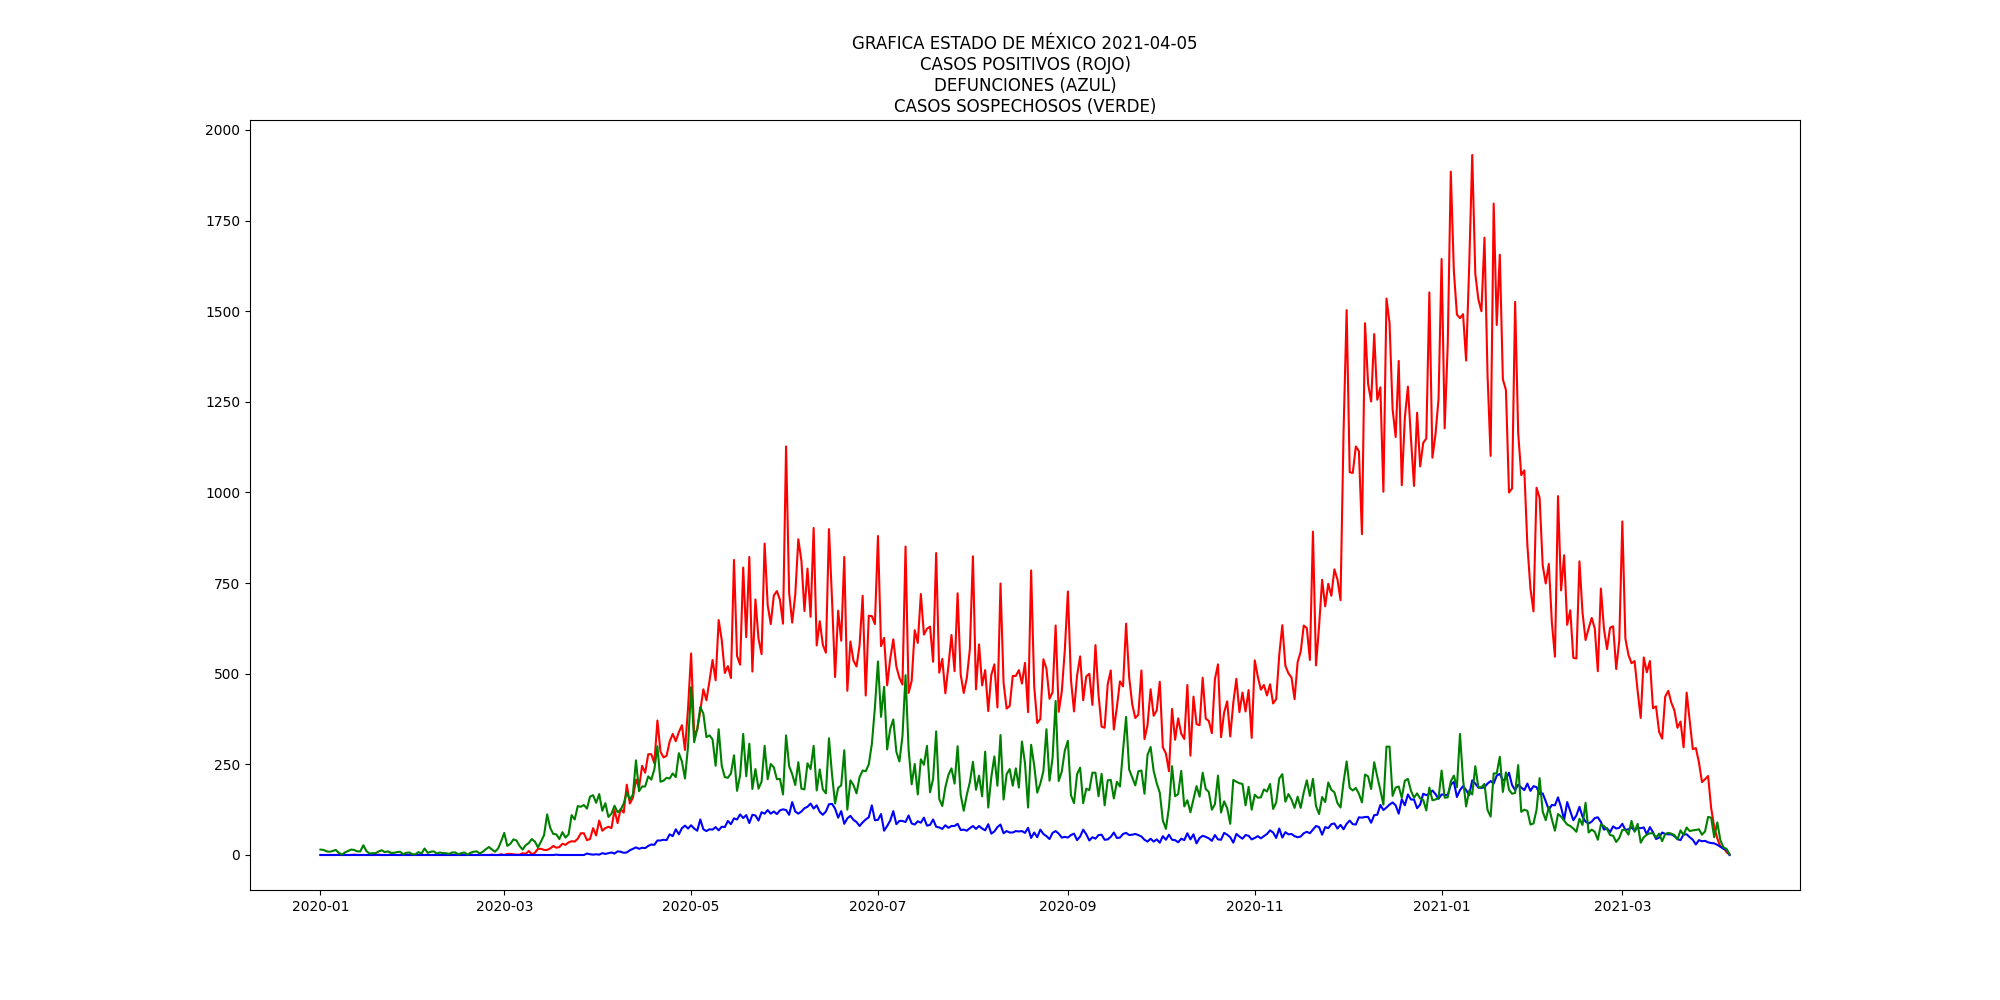 GRAFICA ESTADO DE MÉXICO 2021-04-05
CASOS POSITIVOS (ROJO)
DEFUNCIONES (AZUL)
CASOS SOSPECHOSOS (VERDE)
2000
1750
1500
1250
1000
750
500
250
0
2020-01 2020-03 2020-05 2020-07 2020-09 2020-11 2021-01 2021-03